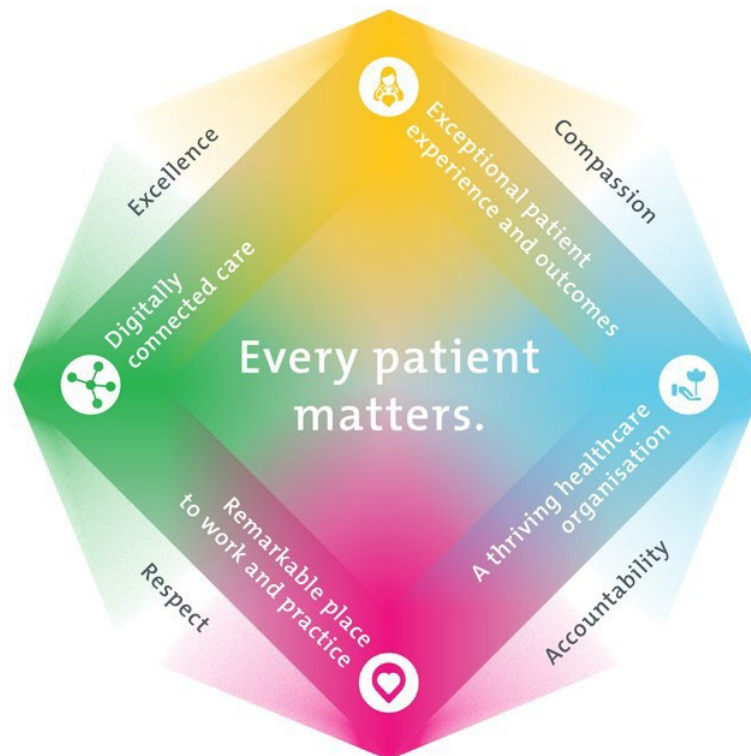 Excellence
Compassion
Exceptional patient
experience and outcomes
Digitally
connected care
Every patient
matters.
Remarkable place
to work and practice
A thriving healthcare
organisation
Respect
Accountability